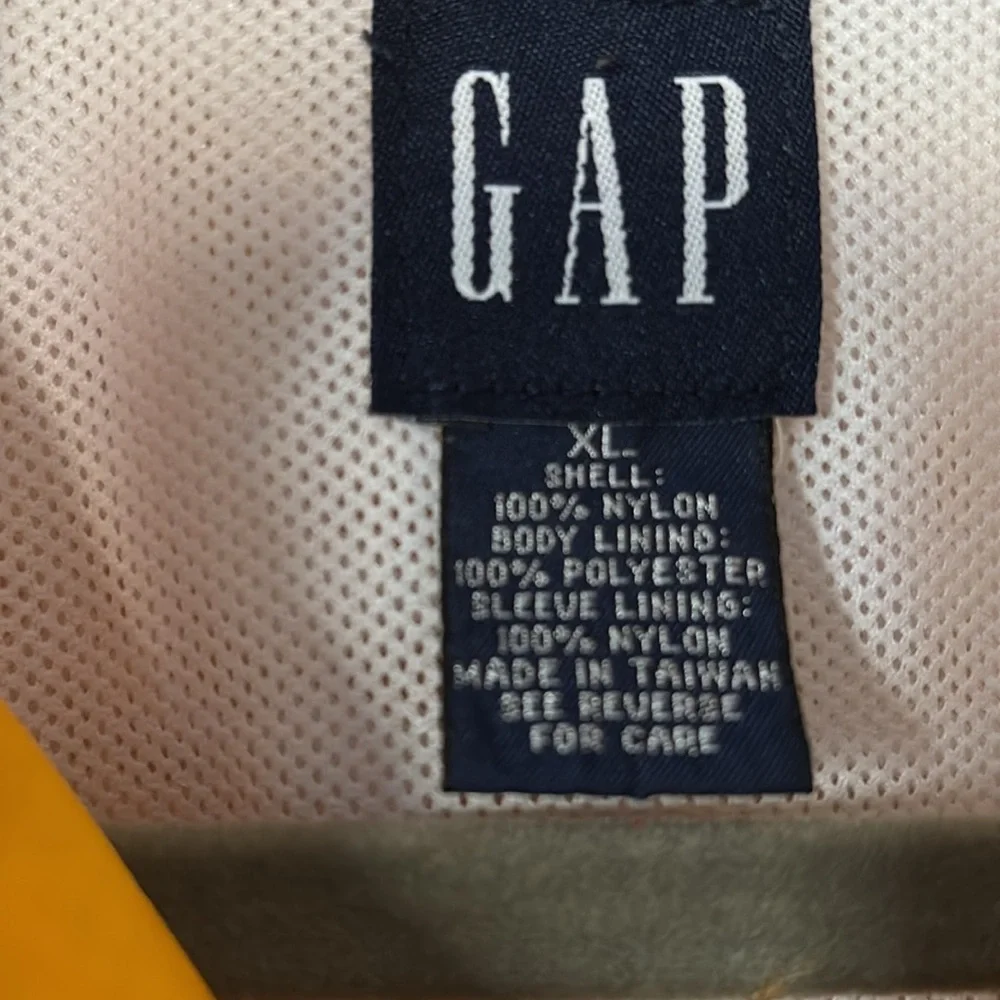 GAP
XL.
SHELL:
100% NYLON
BODY LINING:
100% POLYESTER
SLEEVE LINING:
100% NYLON
MADE IN TAIWAN
SEE REVERSE
FOR CARE